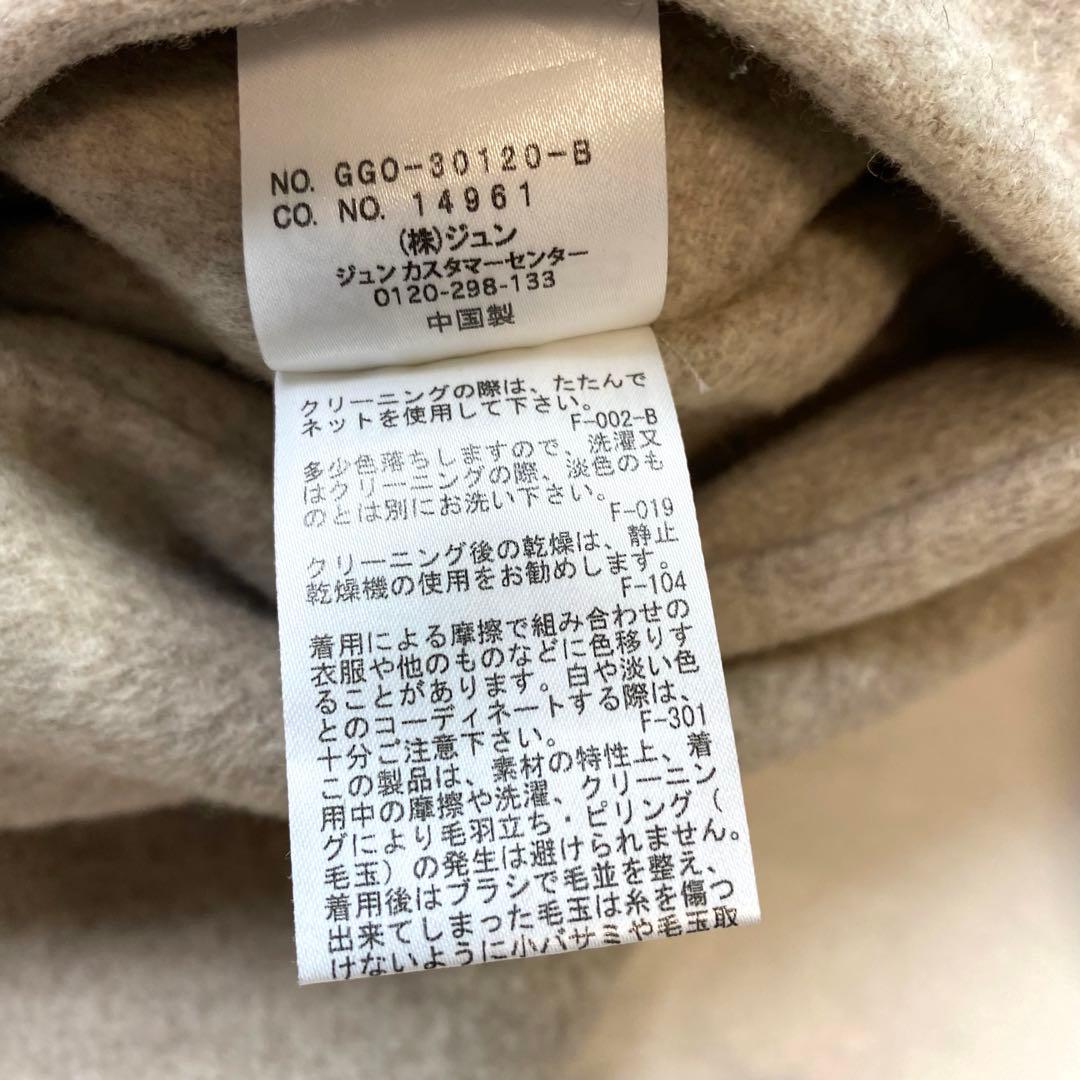 NO. GGO-30120-B
CO. NO. 14961
(株)ジュン
ジュン カスタマーセンター
0120-298-133
中国製
クリーニングの際は、たたんで
ネットを使用して下さい。
F-002-B
多少色落ちしますので、洗濯又
はクリーニングの際、淡色のも
のとは別にお洗い下さい。
F-019
クリーニング後の乾燥は、静止
乾燥機の使用をお勧めします。
F-104
着用による摩擦で組み合わせの
衣服や他のものなどに色移りす
ることがあります。白や淡い色
とのコーディネートする際は、
十分ご注意下さい。
F-301
この製品は、素材の特性上、着
用中の摩擦や洗濯、クリーニン
グにより毛羽立ち・ピリング(
毛玉)の発生は避けられません。
着用後はブラシで毛並を整え、
出来てしまった毛玉は糸を傷つ
けないように小バサミや毛玉取